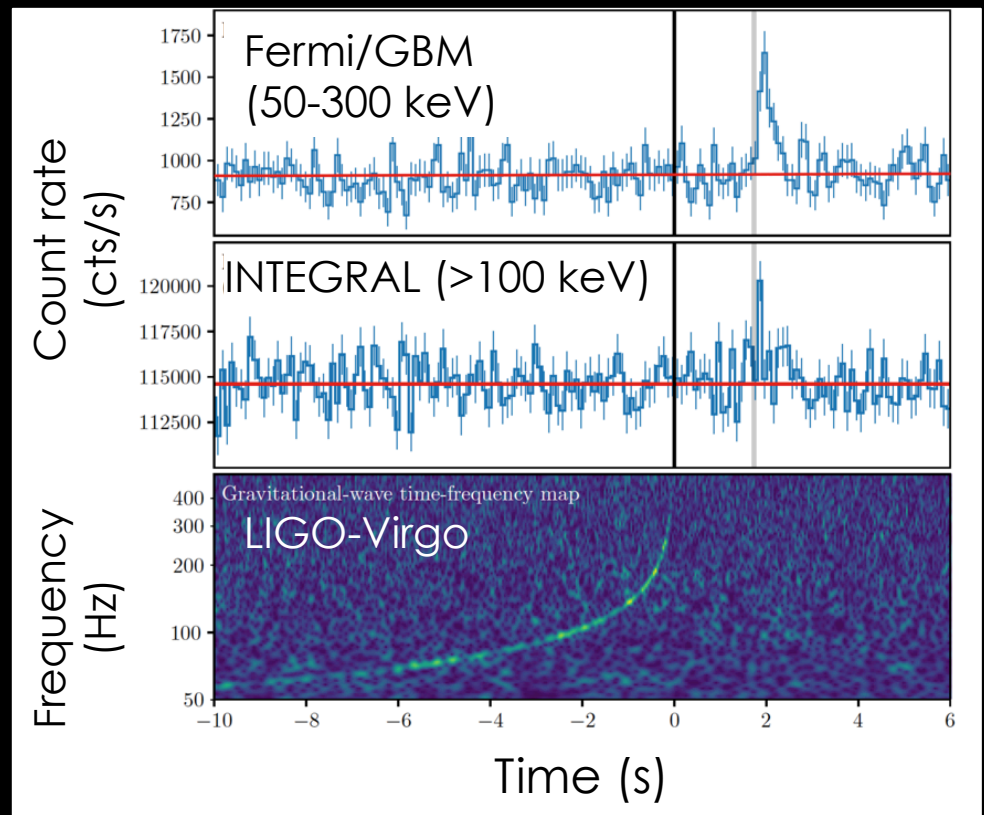 Fermi/GBM
(50-300 keV)
1750
1500
1250
1000
750
Count rate
(cts/s)
INTEGRAL (>100 keV)
120000
117500
115000
112500
Gravitational-wave time-frequency map
LIGO-Virgo
400
300
200
100
50
Frequency
(Hz)
−10 −8 −6 −4 −2 0 2 4 6
Time (s)